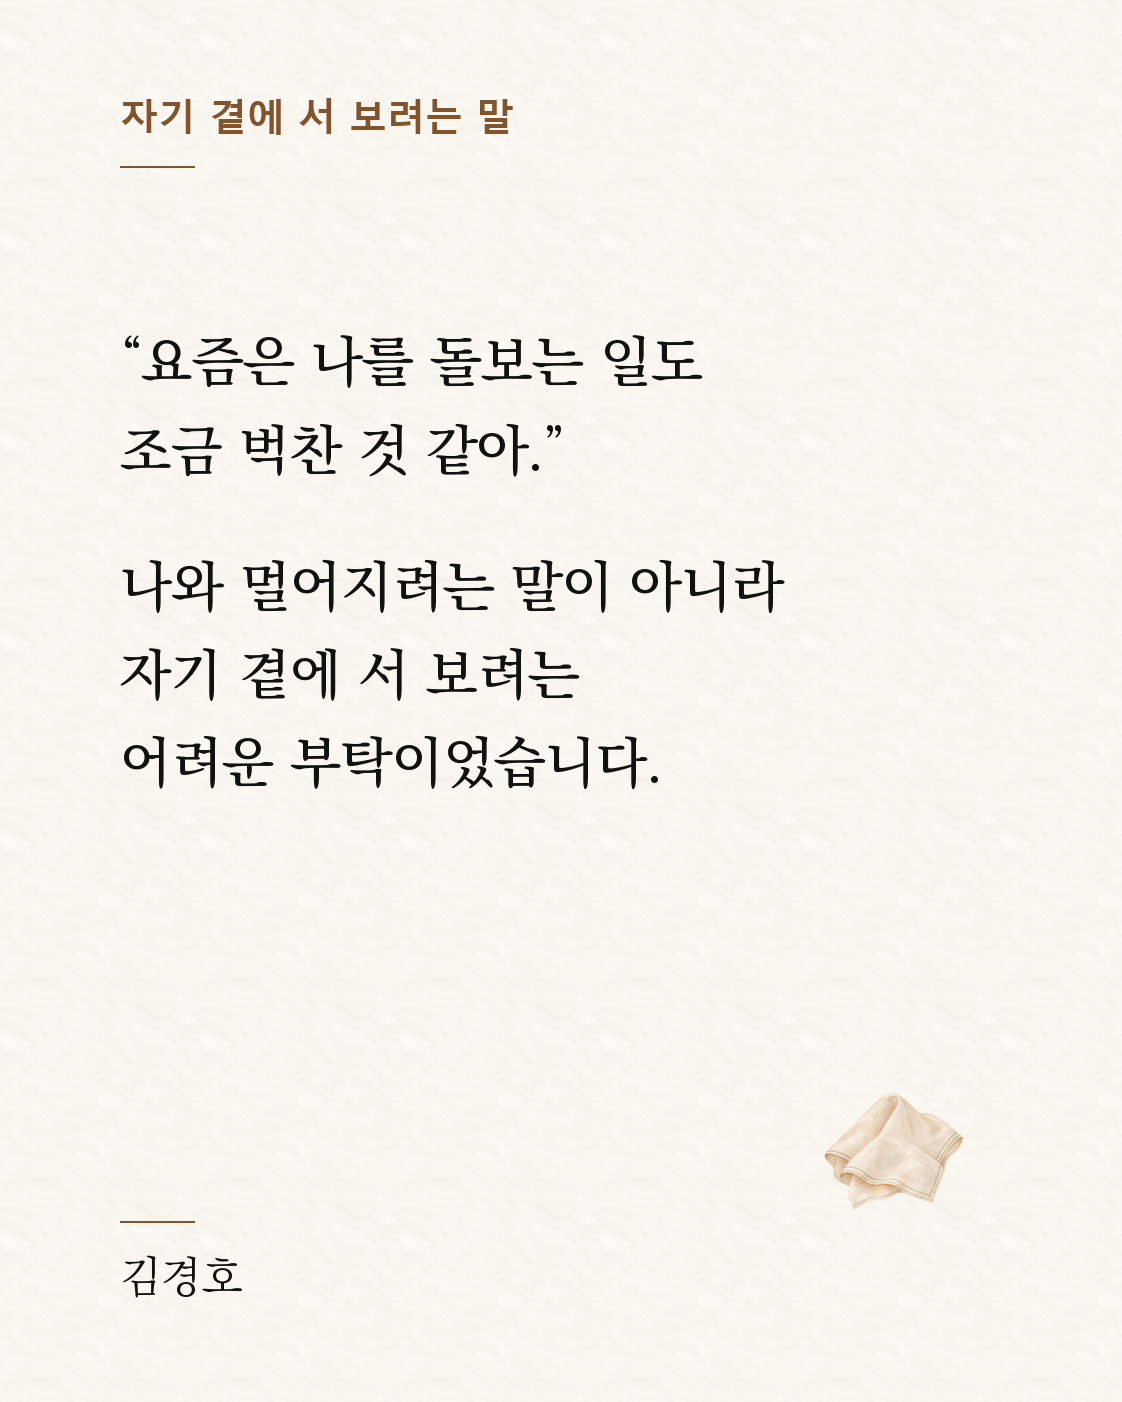 자기 곁에 서 보려는 말
“요즘은 나를 돌보는 일도
조금 벅찬 것 같아.”
나와 멀어지려는 말이 아니라
자기 곁에 서 보려는
어려운 부탁이었습니다.
김경호